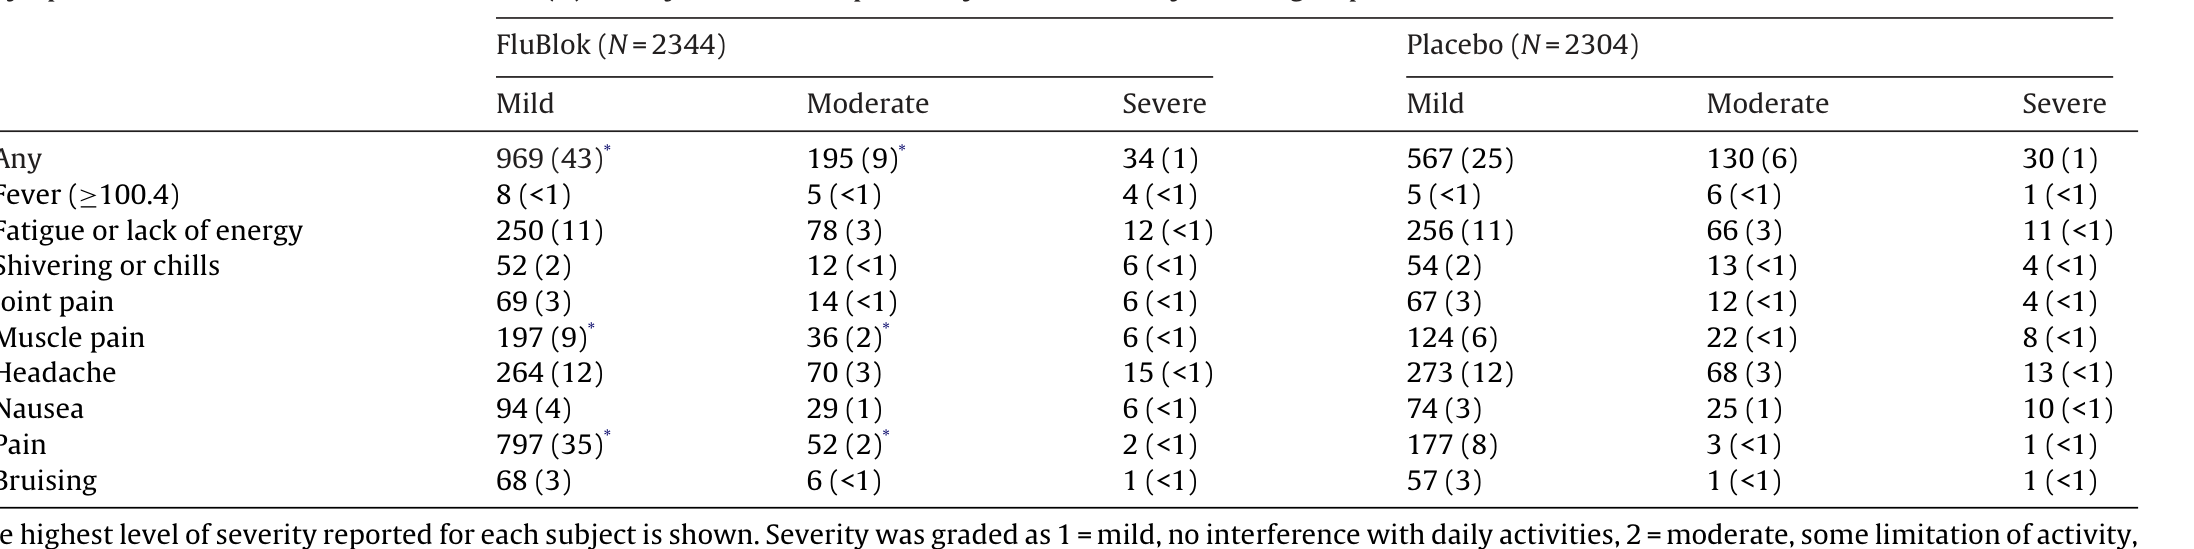 FluBlok (N = 2344) Placebo (N = 2304)
Mild Moderate Severe Mild Moderate Severe
Any 969 (43)* 195 (9)* 34 (1) 567 (25) 130 (6) 30 (1)
Fever (≥100.4) 8 (<1) 5 (<1) 4 (<1) 5 (<1) 6 (<1) 1 (<1)
Fatigue or lack of energy 250 (11) 78 (3) 12 (<1) 256 (11) 66 (3) 11 (<1)
Shivering or chills 52 (2) 12 (<1) 6 (<1) 54 (2) 13 (<1) 4 (<1)
Joint pain 69 (3) 14 (<1) 6 (<1) 67 (3) 12 (<1) 4 (<1)
Muscle pain 197 (9)* 36 (2)* 6 (<1) 124 (6) 22 (<1) 8 (<1)
Headache 264 (12) 70 (3) 15 (<1) 273 (12) 68 (3) 13 (<1)
Nausea 94 (4) 29 (1) 6 (<1) 74 (3) 25 (1) 10 (<1)
Pain 797 (35)* 52 (2)* 2 (<1) 177 (8) 3 (<1) 1 (<1)
Bruising 68 (3) 6 (<1) 1 (<1) 57 (3) 1 (<1) 1 (<1)
e highest level of severity reported for each subject is shown. Severity was graded as 1 = mild, no interference with daily activities, 2 = moderate, some limitation of activity,